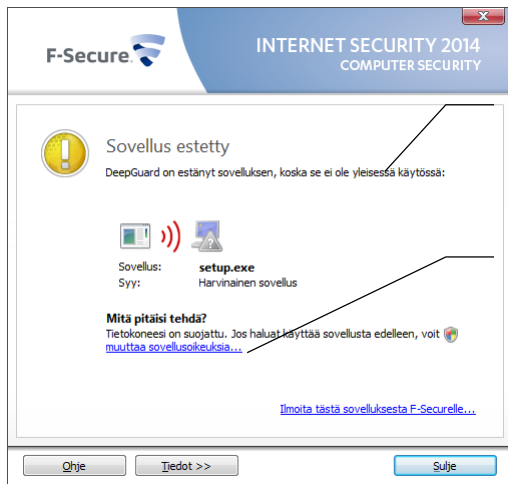 F-Secure.
INTERNET SECURITY 2014
COMPUTER SECURITY
Sovellus estetty
DeepGuard on estänyt sovelluksen, koska se ei ole yleisessä käytössä:
Sovellus: setup.exe
Syy: Harvinainen sovellus
Mitä pitäisi tehdä?
Tietokoneesi on suojattu. Jos haluat käyttää sovellusta edelleen, voit
muuttaa sovellusoikeuksia...
Ilmoita tästä sovelluksesta F-Securelle...
Ohje
Tiedot >>
Sulje